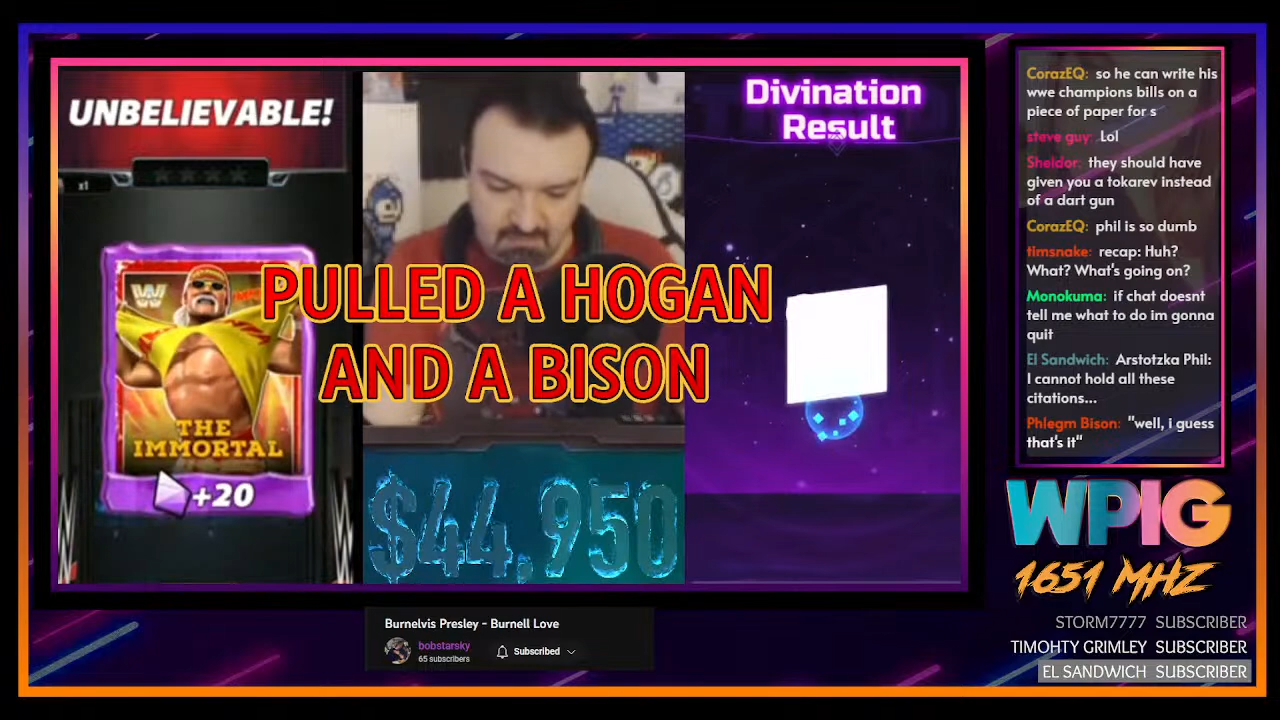 UNBELIEVABLE!
x1
THE
IMMORTAL
+20
PULLED A HOGAN
AND A BISON
$44,950
Divination
Result
CorazEQ: so he can write his
wwe champions bills on a
piece of paper for s
steve guy: Lol
Sheldor: they should have
given you a tokarev instead
of a dart gun
CorazEQ: phil is so dumb
timsnake: recap: Huh?
What? What's going on?
Monokuma: if chat doesnt
tell me what to do im gonna
quit
El Sandwich: Arstotzka Phil:
I cannot hold all these
citations...
Phlegm Bison: "well, i guess
that's it"
WPIG
1651 MHZ
STORM7777 SUBSCRIBER
TIMOHTY GRIMLEY SUBSCRIBER
EL SANDWICH SUBSCRIBER
Burnelvis Presley - Burnell Love
bobstarsky
65 subscribers
Subscribed